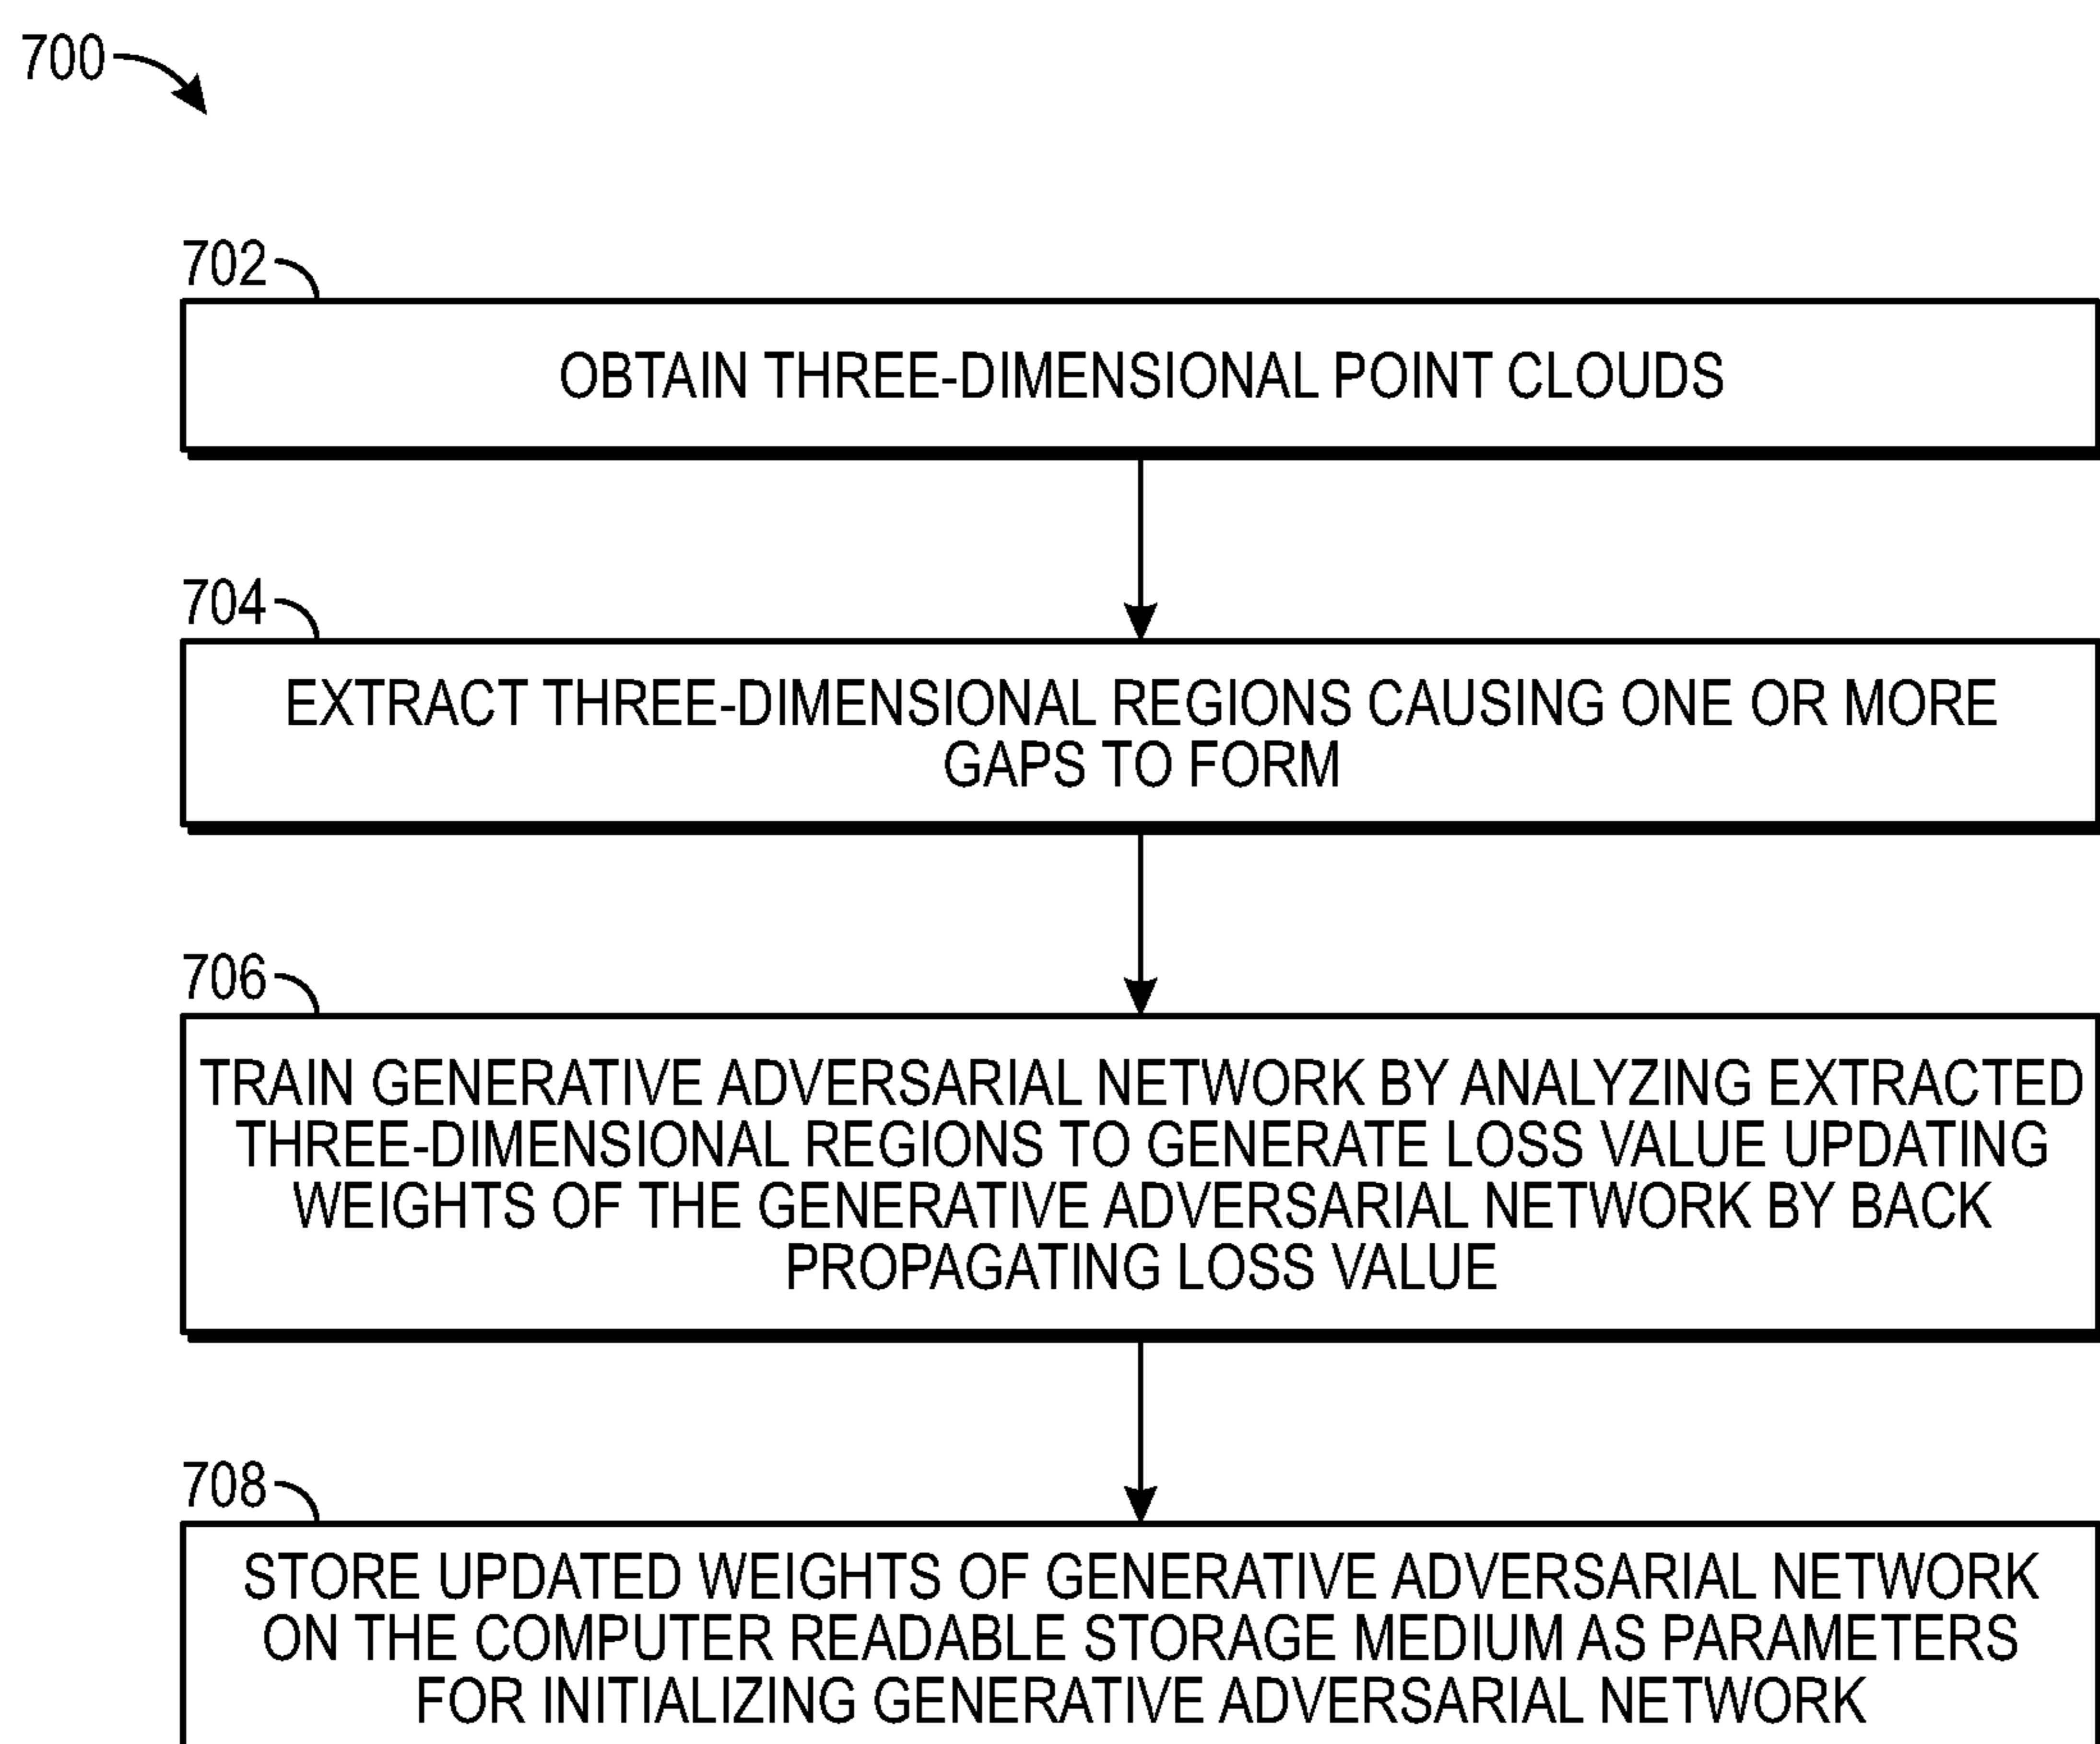 700
702
OBTAIN THREE-DIMENSIONAL POINT CLOUDS
704
EXTRACT THREE-DIMENSIONAL REGIONS CAUSING ONE OR MORE
GAPS TO FORM
706
TRAIN GENERATIVE ADVERSARIAL NETWORK BY ANALYZING EXTRACTED
THREE-DIMENSIONAL REGIONS TO GENERATE LOSS VALUE UPDATING
WEIGHTS OF THE GENERATIVE ADVERSARIAL NETWORK BY BACK
PROPAGATING LOSS VALUE
708
STORE UPDATED WEIGHTS OF GENERATIVE ADVERSARIAL NETWORK
ON THE COMPUTER READABLE STORAGE MEDIUM AS PARAMETERS
FOR INITIALIZING GENERATIVE ADVERSARIAL NETWORK